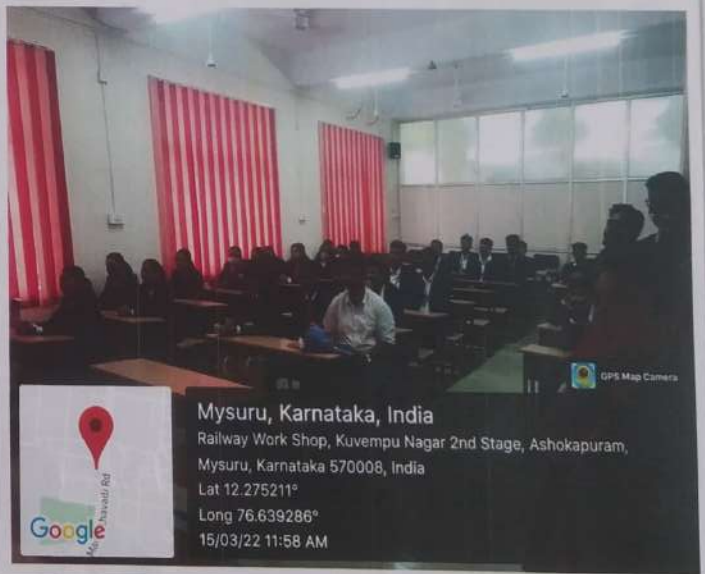 GPS Map Camera
Mysuru, Karnataka, India
Railway Work Shop, Kuvempu Nagar 2nd Stage, Ashokapuram,
Mysuru, Karnataka 570008, India
Lat 12.275211°
Long 76.639286°
15/03/22 11:58 AM
Google